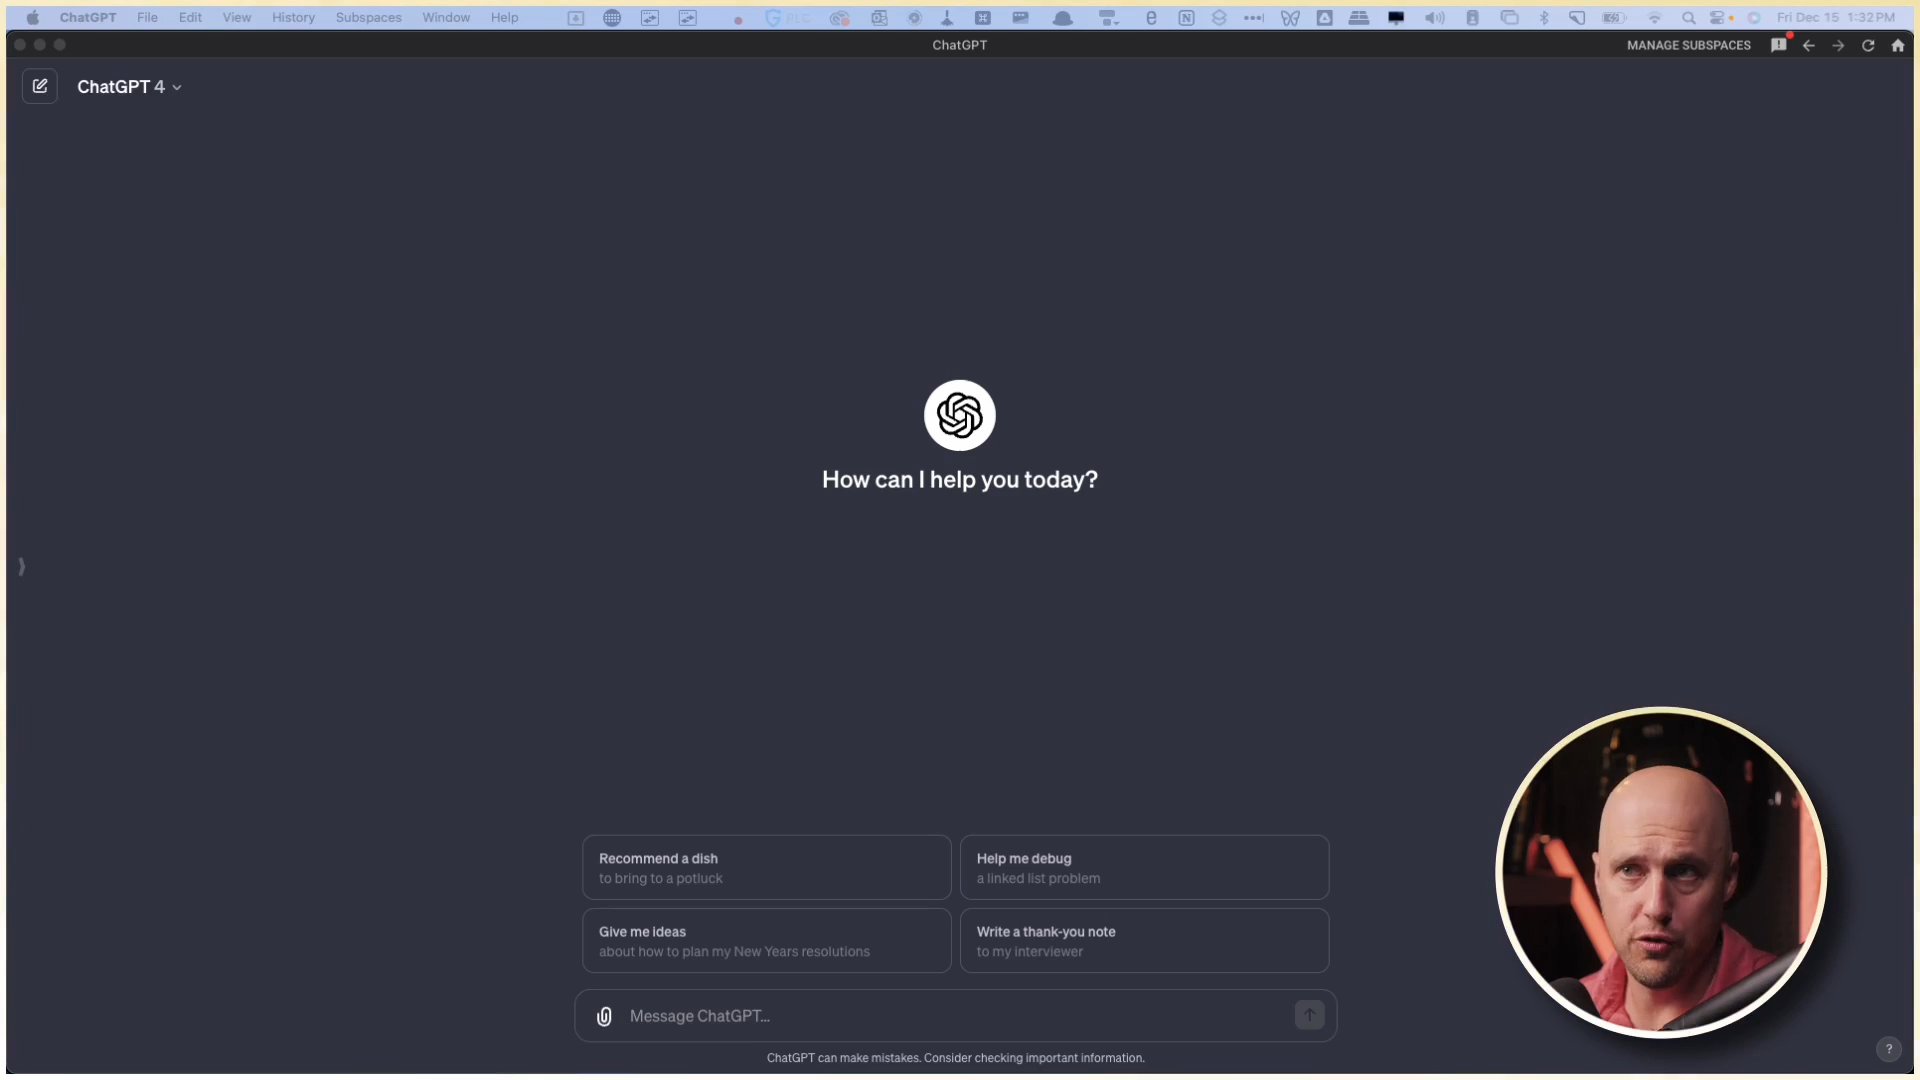 ChatGPT File Edit View History Subspaces Window Help Fri Dec 15 1:32 PM
ChatGPT MANAGE SUBSPACES
ChatGPT 4
How can I help you today?
Recommend a dish
to bring to a potluck
Help me debug
a linked list problem
Give me ideas
about how to plan my New Years resolutions
Write a thank-you note
to my interviewer
Message ChatGPT...
ChatGPT can make mistakes. Consider checking important information.
?